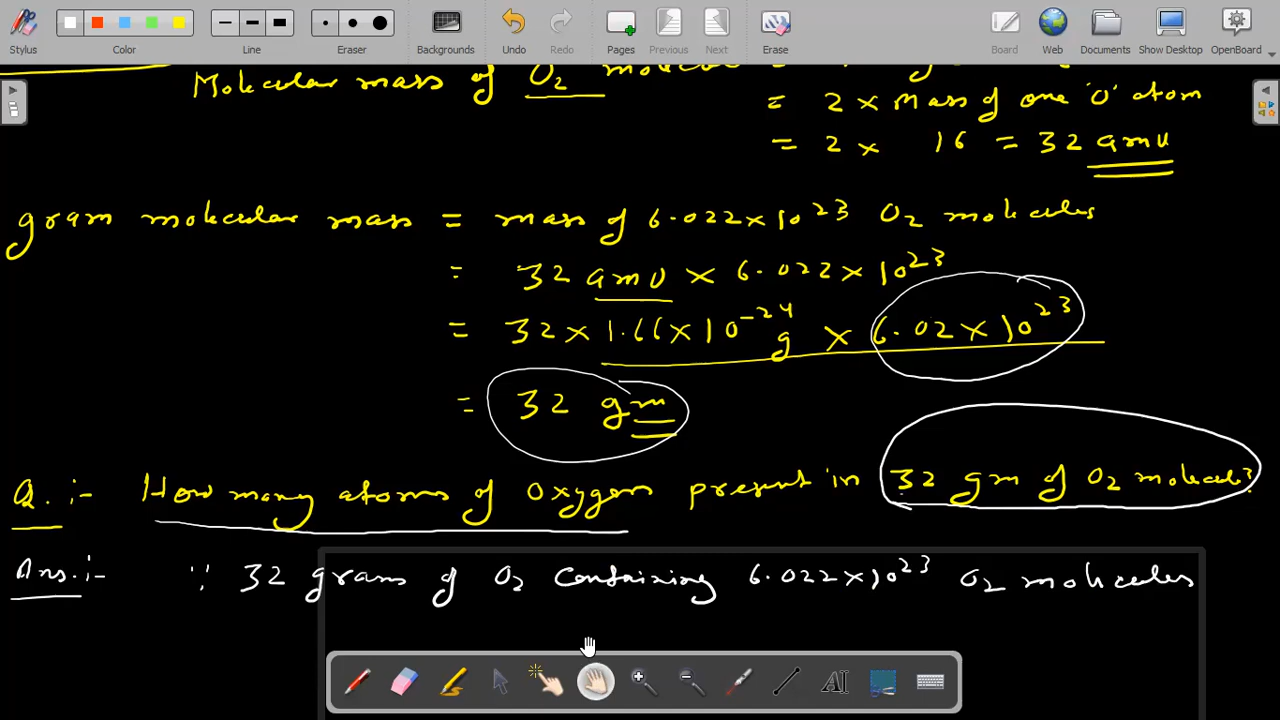 Stylus Color Line Eraser Backgrounds Undo Redo Pages Previous Next Erase Board Web Documents Show Desktop OpenBoard
Molecular mass of O2
= 2 × Mass of one 'O' atom
= 2 × 16 = 32 amu
gram molecular mass = mass of 6.022×10^23 O2 molecules
= 32 amu × 6.022×10^23
= 32×1.66×10^-24 g × 6.02×10^23
= 32 gm
Q.:- How many atoms of Oxygen present in 32 gm of O2 molecule?
Ans.:- ∵ 32 grams of O2 containing 6.022×10^23 O2 molecules
AI